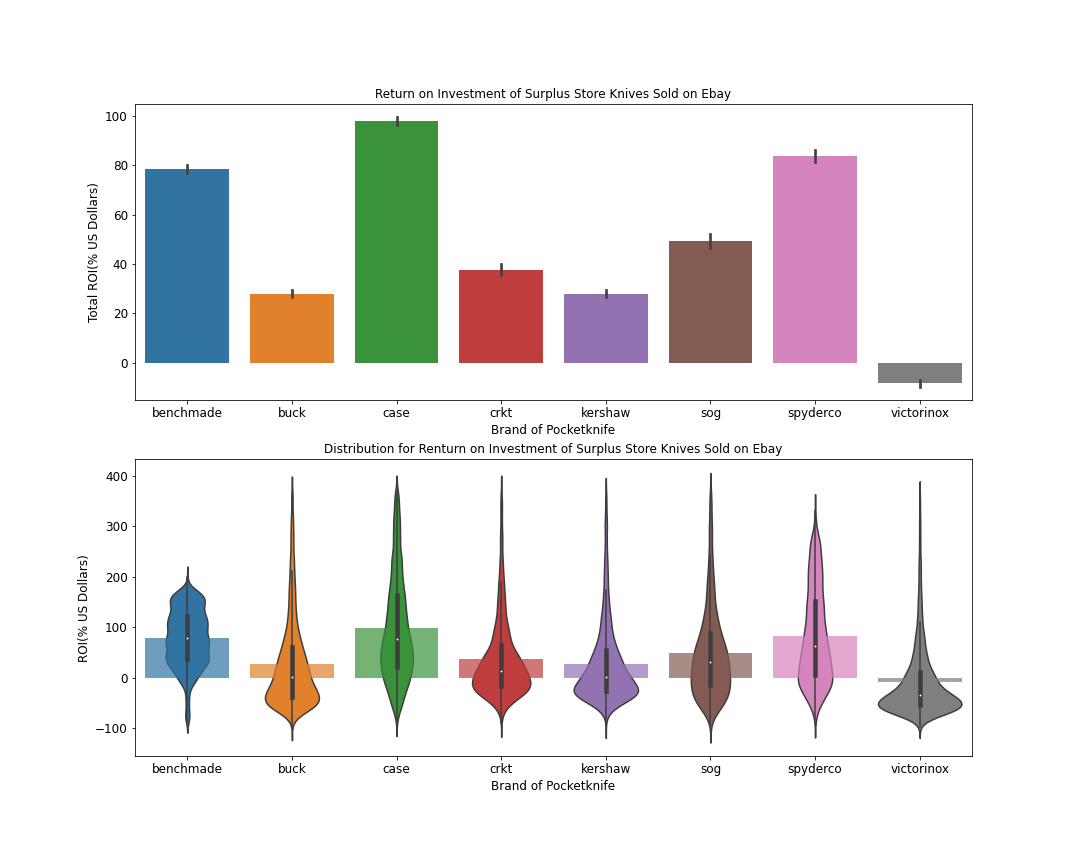 Return on Investment of Surplus Store Knives Sold on Ebay
Total ROI(% US Dollars)
100
80
60
40
20
0
benchmade buck case crkt kershaw sog spyderco victorinox
Brand of Pocketknife
Distribution for Renturn on Investment of Surplus Store Knives Sold on Ebay
ROI(% US Dollars)
400
300
200
100
0
−100
benchmade buck case crkt kershaw sog spyderco victorinox
Brand of Pocketknife